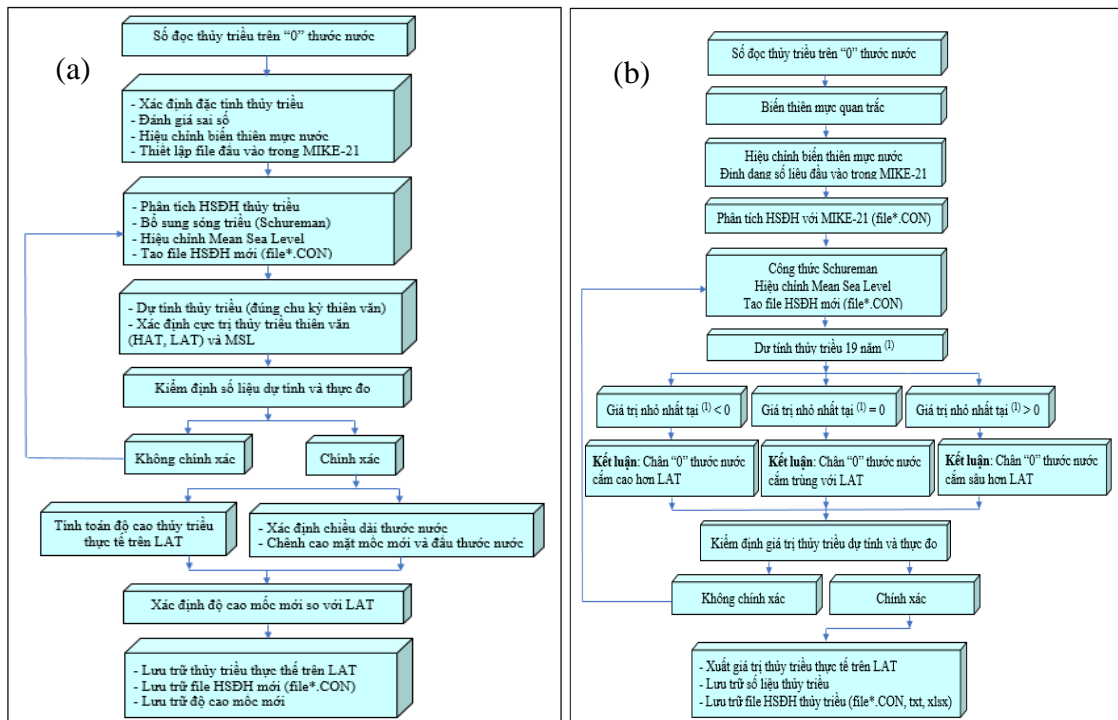 (a)
Số đọc thủy triều trên “0” thước nước
- Xác định đặc tính thủy triều
- Đánh giá sai số
- Hiệu chỉnh biến thiên mực nước
- Thiết lập file đầu vào trong MIKE-21
- Phân tích HSĐH thủy triều
- Bổ sung sóng triều (Schureman)
- Hiệu chỉnh Mean Sea Level
- Tạo file HSĐH mới (file*.CON)
- Dự tính thủy triều (đúng chu kỳ thiên văn)
- Xác định cực trị thủy triều thiên văn
(HAT, LAT) và MSL
Kiểm định số liệu dự tính và thực đo
Không chính xác
Chính xác
Tính toán độ cao thủy triều
thực tế trên LAT
- Xác định chiều dài thước nước
- Chênh cao mặt mốc mới và đầu thước nước
Xác định độ cao mốc mới so với LAT
- Lưu trữ thủy triều thực thế trên LAT
- Lưu trữ file HSĐH mới (file*.CON)
- Lưu trữ độ cao mốc mới
(b)
Số đọc thủy triều trên “0” thước nước
Biến thiên mực quan trắc
Hiệu chỉnh biến thiên mực nước
Định dạng số liệu đầu vào trong MIKE-21
Phân tích HSĐH với MIKE-21 (file*.CON)
Công thức Schureman
Hiệu chỉnh Mean Sea Level
Tạo file HSĐH mới (file*.CON)
Dự tính thủy triều 19 năm (1)
Giá trị nhỏ nhất tại (1) < 0
Giá trị nhỏ nhất tại (1) = 0
Giá trị nhỏ nhất tại (1) > 0
Kết luận: Chân “0” thước nước
cắm cao hơn LAT
Kết luận: Chân “0” thước nước
cắm trùng với LAT
Kết luận: Chân “0” thước nước
cắm sâu hơn LAT
Kiểm định giá trị thủy triều dự tính và thực đo
Không chính xác
Chính xác
- Xuất giá trị thủy triều thực tế trên LAT
- Lưu trữ số liệu thủy triều
- Lưu trữ file HSĐH thủy triều (file*.CON, txt, xlsx)